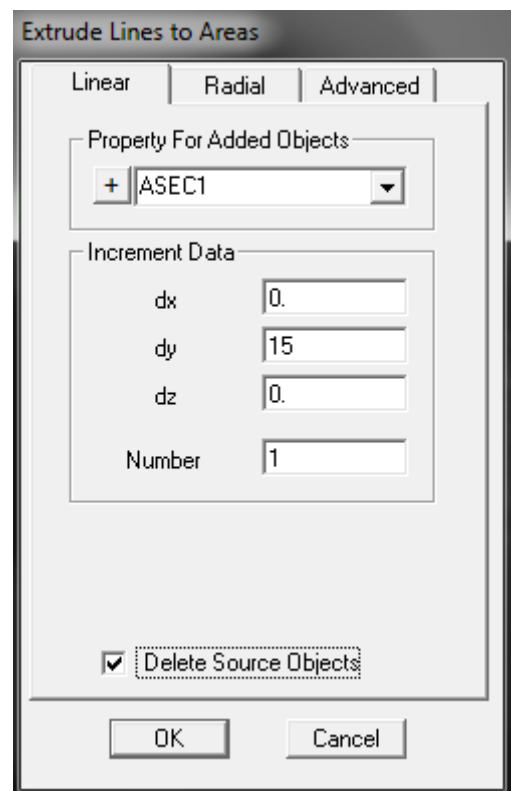 Extrude Lines to Areas
Linear Radial Advanced
Property For Added Objects
+ ASEC1
Increment Data
dx 0.
dy 15
dz 0.
Number 1
Delete Source Objects
OK Cancel